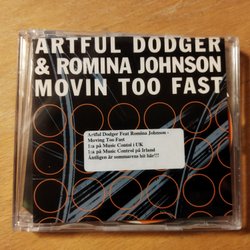 ARTFUL DODGER
& ROMINA JOHNSON
MOVIN TOO FAST
Artful Dodger Feat Romina Johnson -
Moving Too Fast
1:a på Music Control i UK
1:a på Music Control på Irland
Äntligen är sommarens hit här!!!